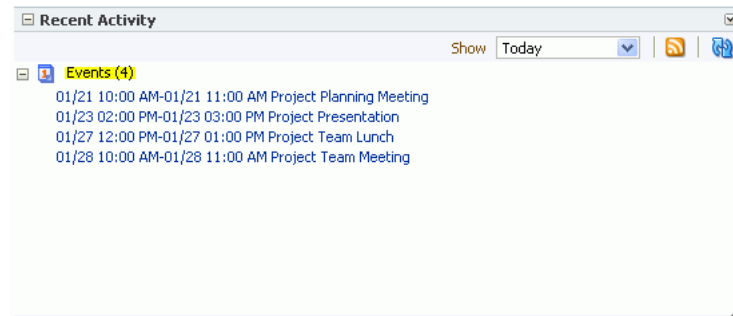 Recent Activity
Show Today
Events (4)
01/21 10:00 AM-01/21 11:00 AM Project Planning Meeting
01/23 02:00 PM-01/23 03:00 PM Project Presentation
01/27 12:00 PM-01/27 01:00 PM Project Team Lunch
01/28 10:00 AM-01/28 11:00 AM Project Team Meeting